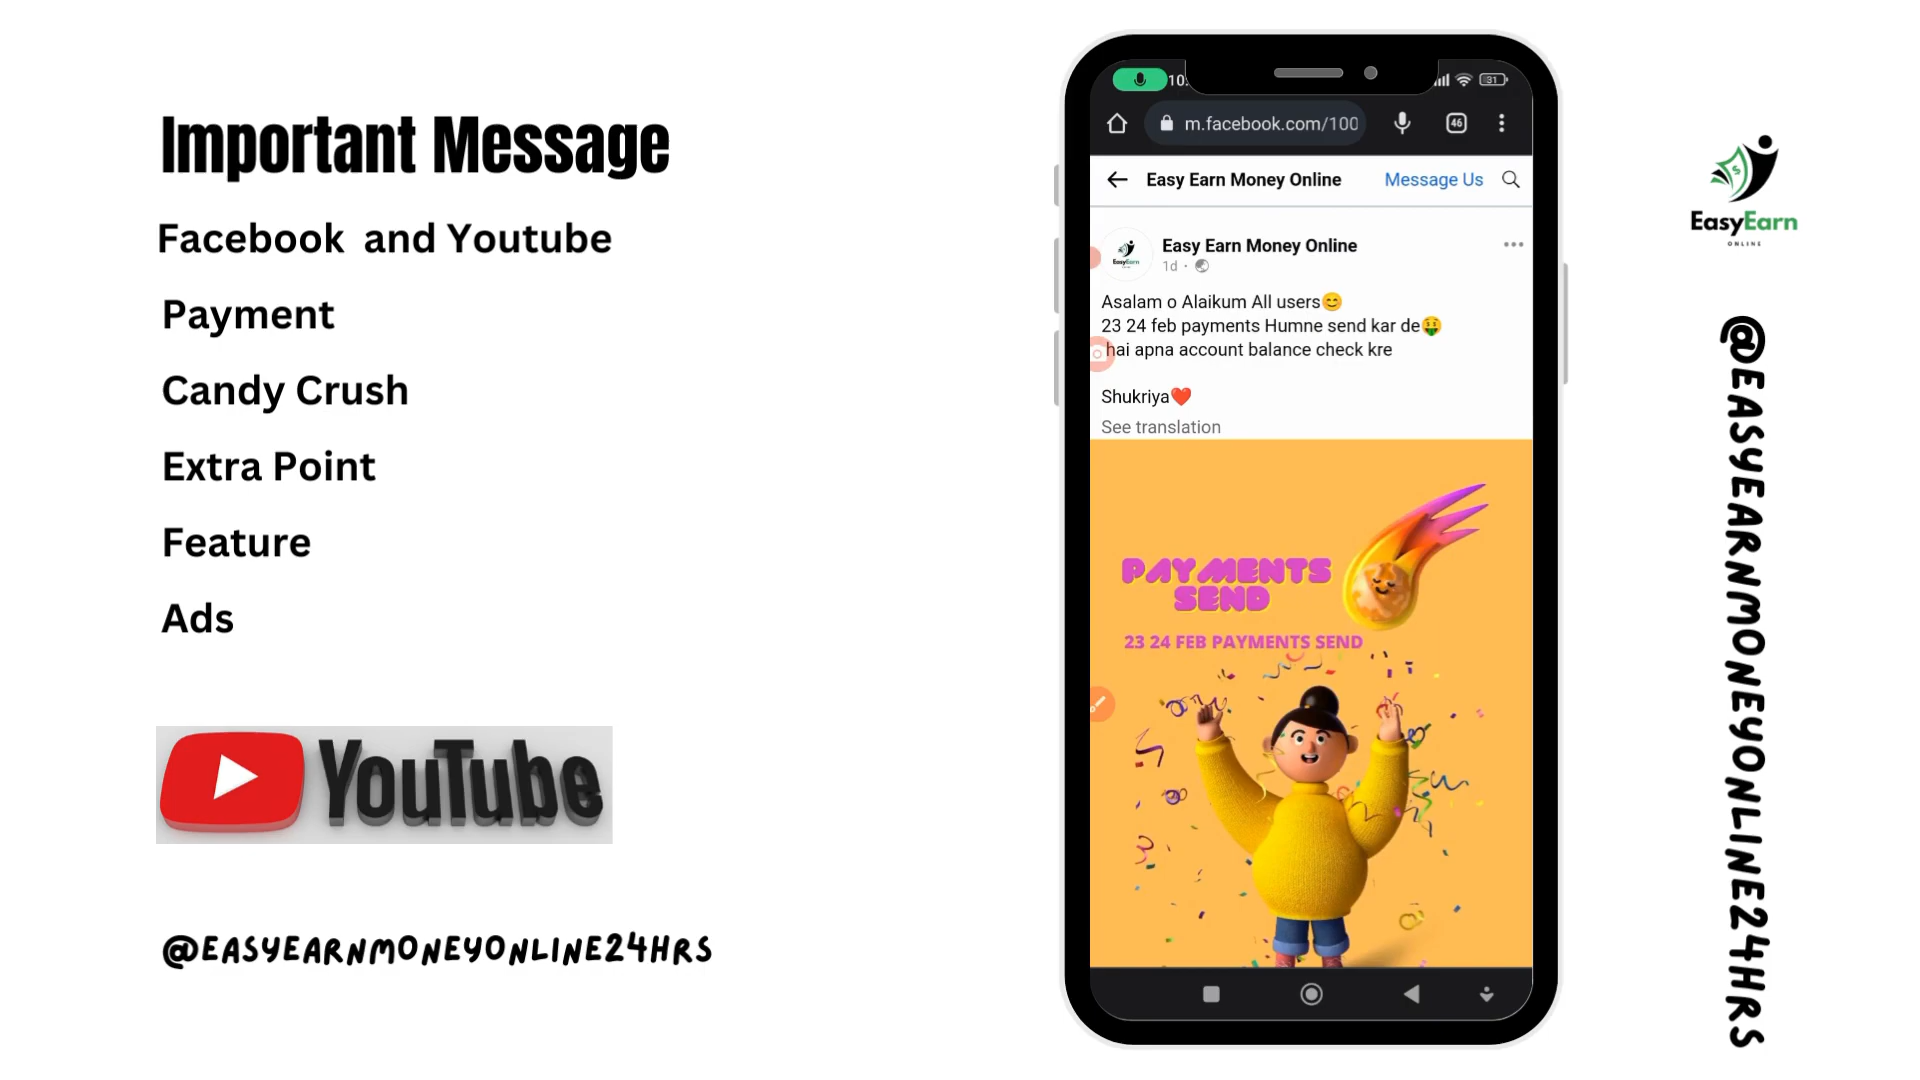 Important Message
Facebook and Youtube
Payment
Candy Crush
Extra Point
Feature
Ads
YouTube
@EASYEARNMONEYONLINE24HRS
31
m.facebook.com/100
46
Easy Earn Money Online
Message Us
Easy Earn Money Online
1d
Asalam o Alaikum All users😊
23 24 feb payments Humne send kar de🤑
hai apna account balance check kre
Shukriya❤️
See translation
PAYMENTS
SEND
23 24 FEB PAYMENTS SEND
EasyEarn
ONLINE
@EASYEARNMONEYONLINE24HRS